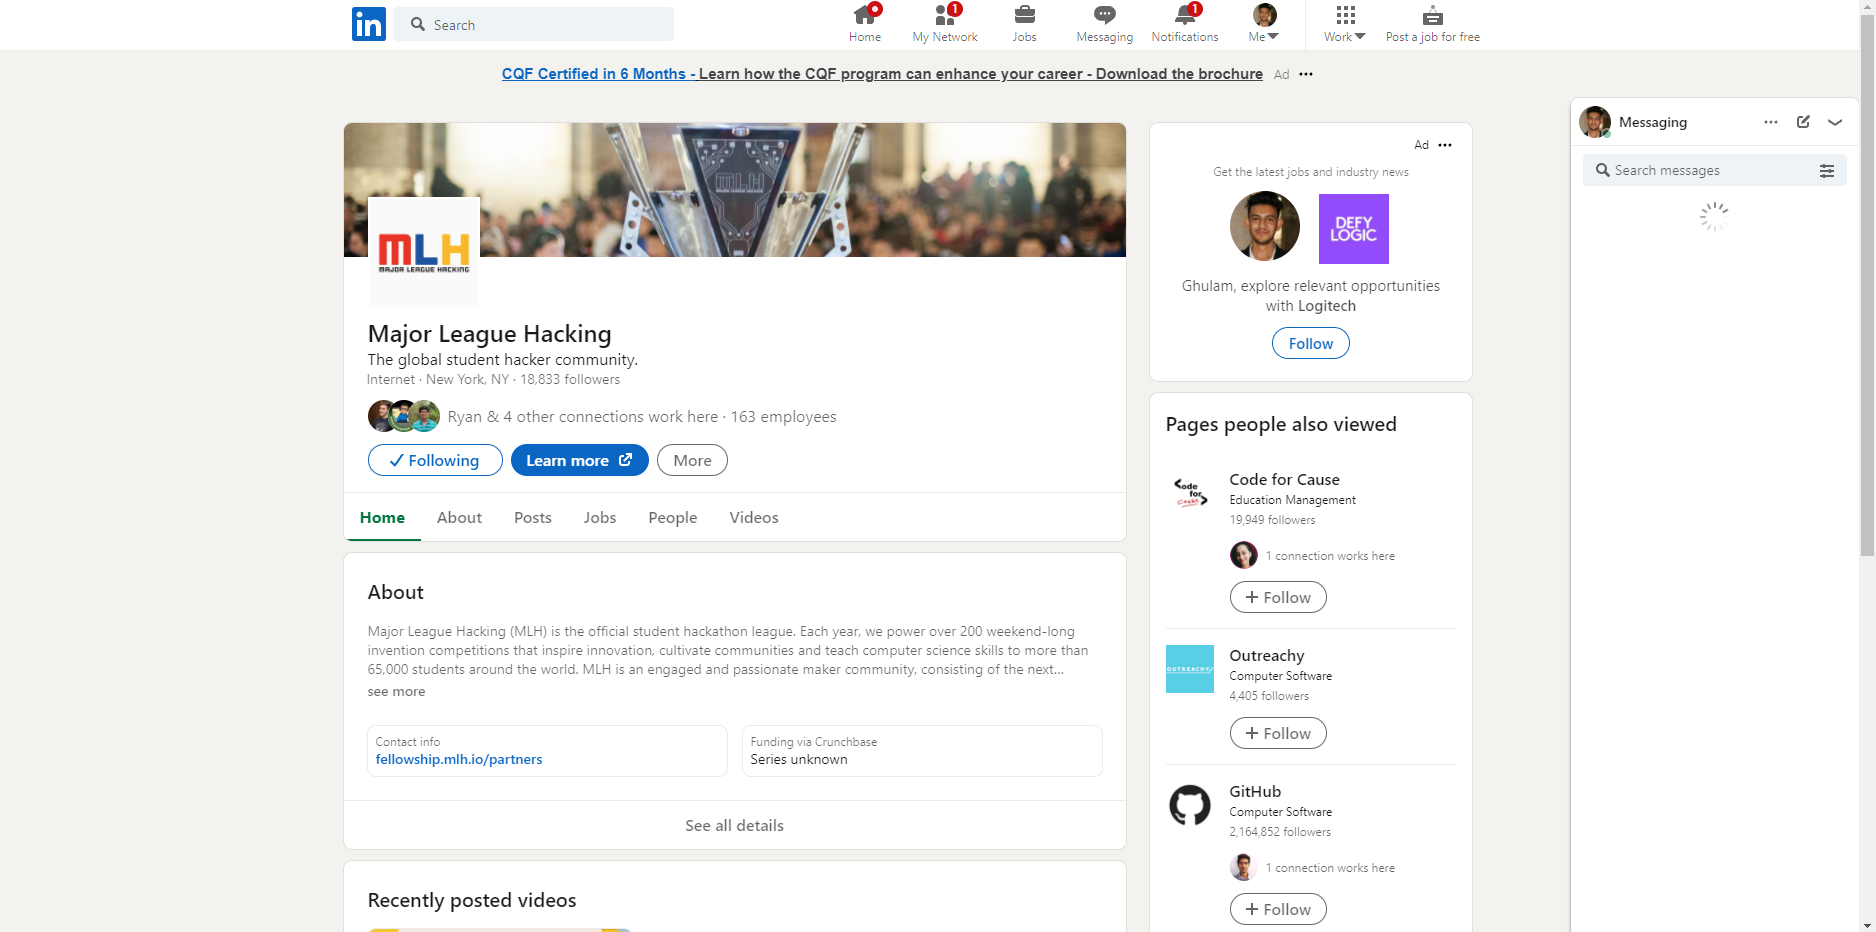 in
Search
Home
1
My Network
Jobs
Messaging
1
Notifications
Me
Work
Post a job for free
CQF Certified in 6 Months - Learn how the CQF program can enhance your career - Download the brochure
Ad
MLH
MLH
MAJOR LEAGUE HACKING
Major League Hacking
The global student hacker community.
Internet · New York, NY · 18,833 followers
Ryan & 4 other connections work here · 163 employees
Following
Learn more
More
Home
About
Posts
Jobs
People
Videos
About
Major League Hacking (MLH) is the official student hackathon league. Each year, we power over 200 weekend-long
invention competitions that inspire innovation, cultivate communities and teach computer science skills to more than
65,000 students around the world. MLH is an engaged and passionate maker community, consisting of the next...
see more
Contact info
fellowship.mlh.io/partners
Funding via Crunchbase
Series unknown
See all details
Recently posted videos
Ad
Get the latest jobs and industry news
DEFY
LOGIC
Ghulam, explore relevant opportunities
with Logitech
Follow
Pages people also viewed
<ode
for>
Cause
Code for Cause
Education Management
19,949 followers
1 connection works here
+ Follow
OUTREACHY
Outreachy
Computer Software
4,405 followers
+ Follow
GitHub
Computer Software
2,164,852 followers
1 connection works here
+ Follow
Messaging
Search messages